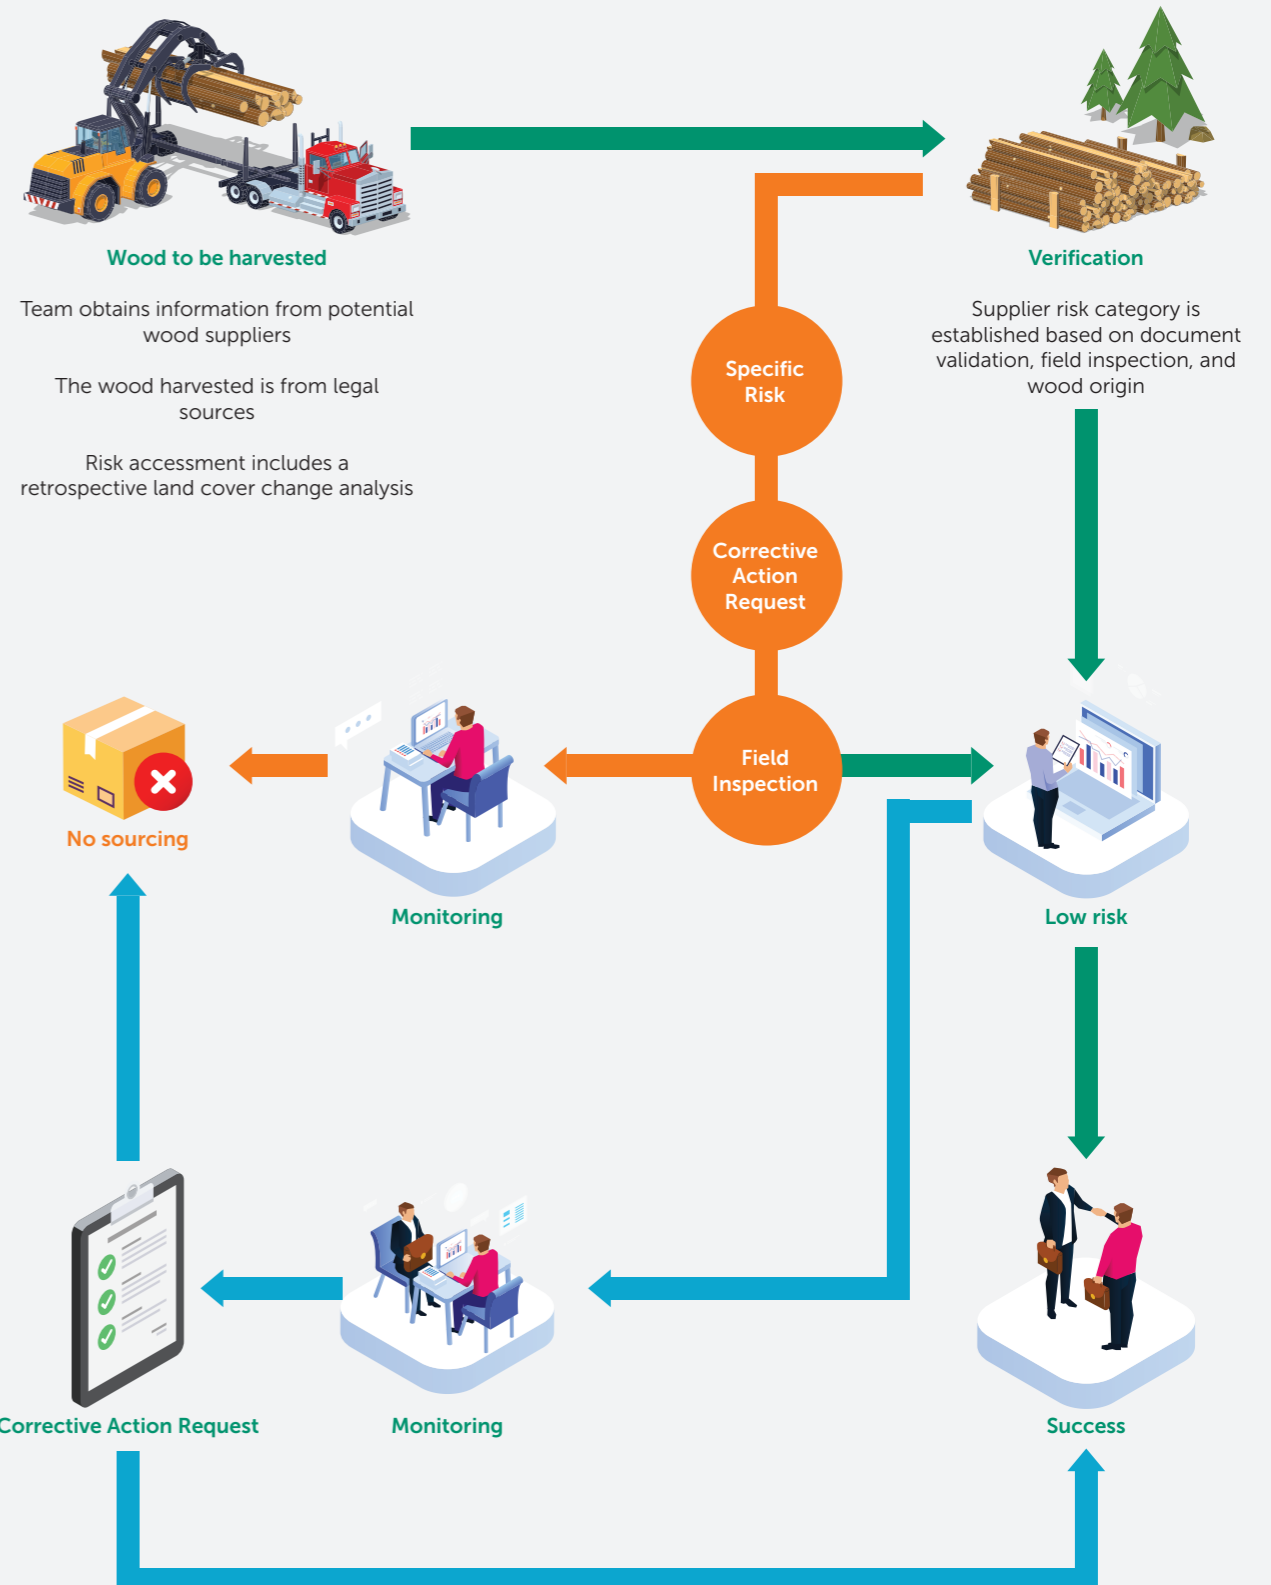 Wood to be harvested
Team obtains information from potential
wood suppliers
The wood harvested is from legal
sources
Risk accessment includes a
retrospective land cover change analysis
Verification
Supplier risk category is
established based on document
validation, field inspection, and
wood origin
Specific
Risk
Corrective
Action
Request
Field
Inspection
No sourcing
Monitoring
Low risk
Corrective Action Request
Monitoring
Success